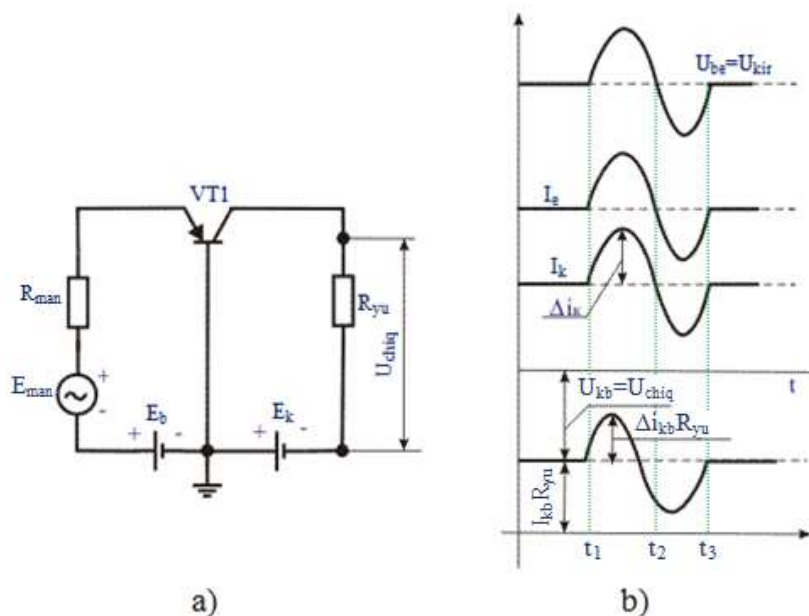 VT1
R_man
E_man
+
-
+ E_b -
+ E_k -
R_yu
U_chiq
a)
U_be=U_kir
I_e
I_k
Δi_к
t
U_kb=U_chiq
Δi_kb R_yu
I_kb R_yu
t_1 t_2 t_3
b)